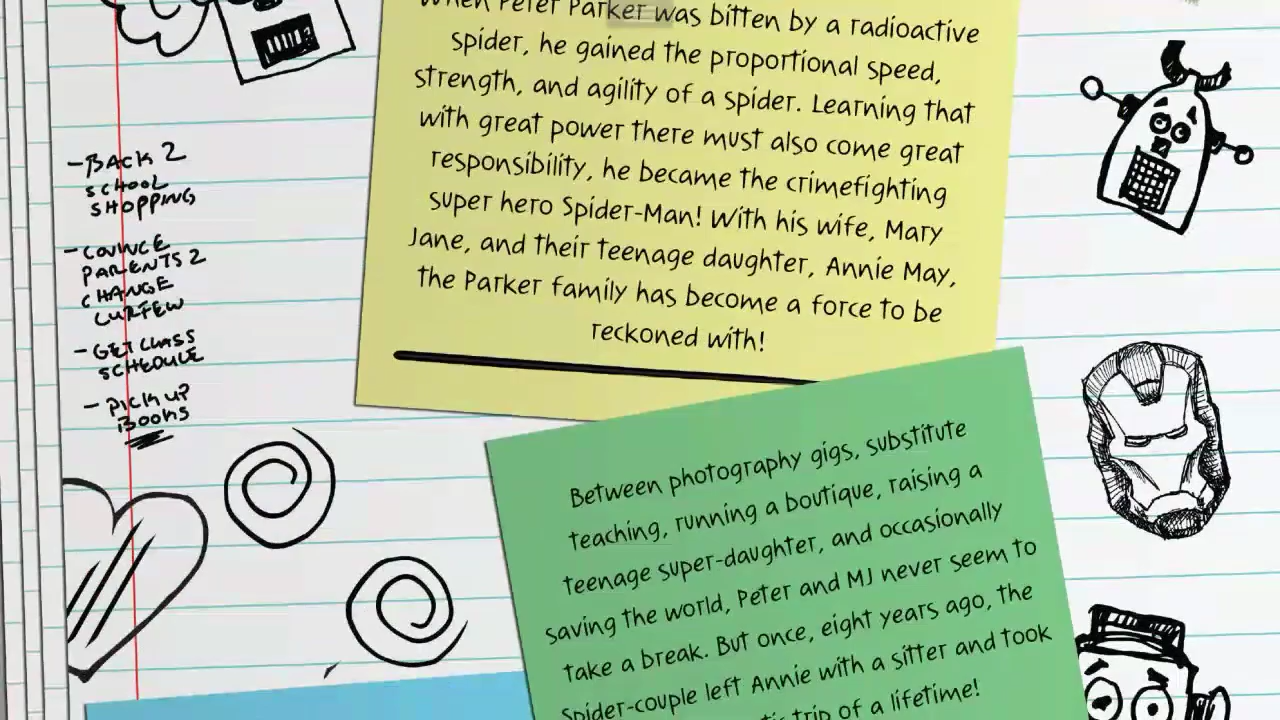 When Peter Parker was bitten by a radioactive
spider, he gained the proportional speed,
strength, and agility of a spider. Learning that
with great power there must also come great
responsibility, he became the crimefighting
super hero Spider-Man! With his wife, Mary
Jane, and their teenage daughter, Annie May,
the Parker family has become a force to be
reckoned with!
- BACK 2
SCHOOL
SHOPPING
- COVINCE
PARENTS 2
CHANGE
CURFEW
- GET CLASS
SCHEDULE
- PICK UP
BOOKS
Between photography gigs, substitute
teaching, running a boutique, raising a
teenage super-daughter, and occasionally
saving the world, Peter and MJ never seem to
take a break. But once, eight years ago, the
Spider-couple left Annie with a sitter and took
trip of a lifetime!